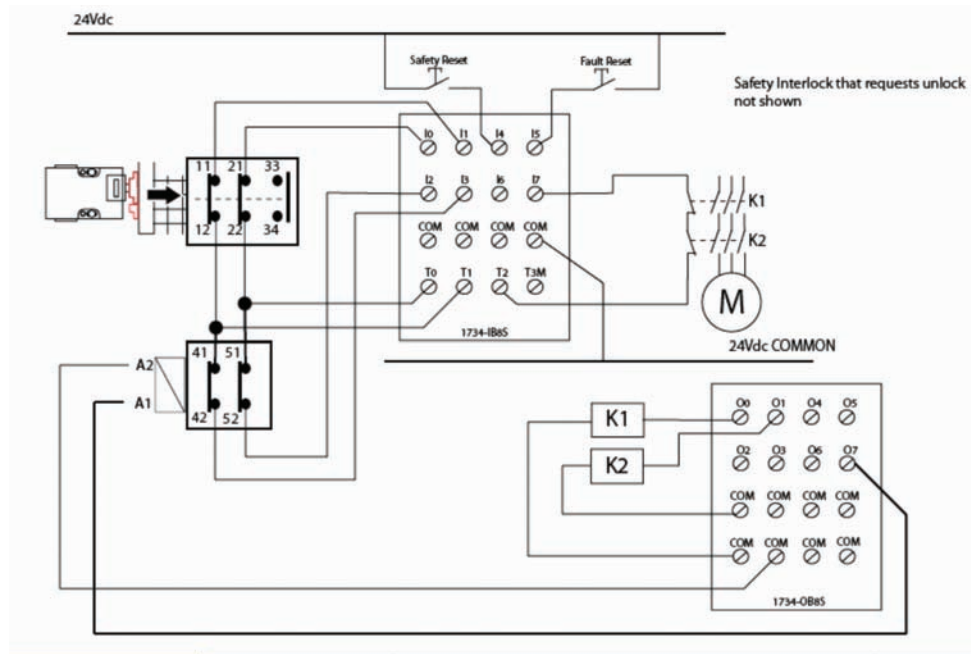 24Vdc
Safety Reset
Fault Reset
Safety Interlock that requests unlock
not shown
I0 I1 I4 I5
11 21 33
I2 I3 I6 I7
K1
12 22 34
COM COM COM COM
K2
T0 T1 T2 T3M
M
1734-IB8S
24Vdc COMMON
41 51
A2
A1
42 52
K1
O0 O1 O4 O5
K2
O2 O3 O6 O7
COM COM COM COM
COM COM COM COM
1734-OB8S